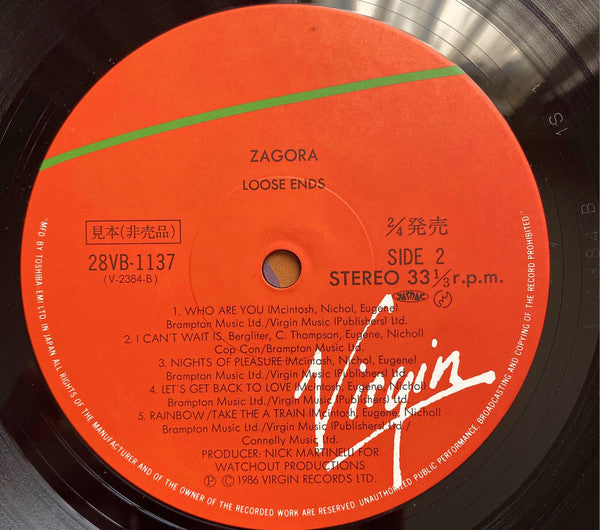 ZAGORA
LOOSE ENDS
見本(非売品)
28VB-1137
(V-2384-B)
2/4発売
SIDE 2
STEREO 33 1/3 r.p.m.
JASRAC
1. WHO ARE YOU (Mcintosh, Nichol, Eugene)
Brampton Music Ltd./Virgin Music (Publishers) Ltd.
2. I CAN'T WAIT (S. Bergliter, C. Thompson, Eugene, Nichol)
Cop Con/Brampton Music Ltd.
3. NIGHTS OF PLEASURE (Mcintosh, Nichol, Eugene)
Brampton Music Ltd./Virgin Music (Publishers) Ltd.
4. LET'S GET BACK TO LOVE (Mcintosh, Eugene, Nichol)
Brampton Music Ltd./Virgin Music (Publishers) Ltd.
5. RAINBOW/TAKE THE A TRAIN (Mcintosh, Eugene, Nichol)
Brampton Music Ltd./Virgin Music (Publishers) Ltd./
Connelly Music Ltd.
PRODUCER: NICK MARTINELLI FOR
WATCHOUT PRODUCTIONS
Ⓟ © 1986 VIRGIN RECORDS LTD.
Virgin
"MFD BY TOSHIBA EMI LTD. IN JAPAN ALL RIGHTS OF THE MANUFACTURER AND OF THE OWNER OF THE RECORDED WORK ARE RESERVED UNAUTHORIZED PUBLIC PERFORMANCE, BROADCASTING AND COPYING OF THE RECORD PROHIBITED"